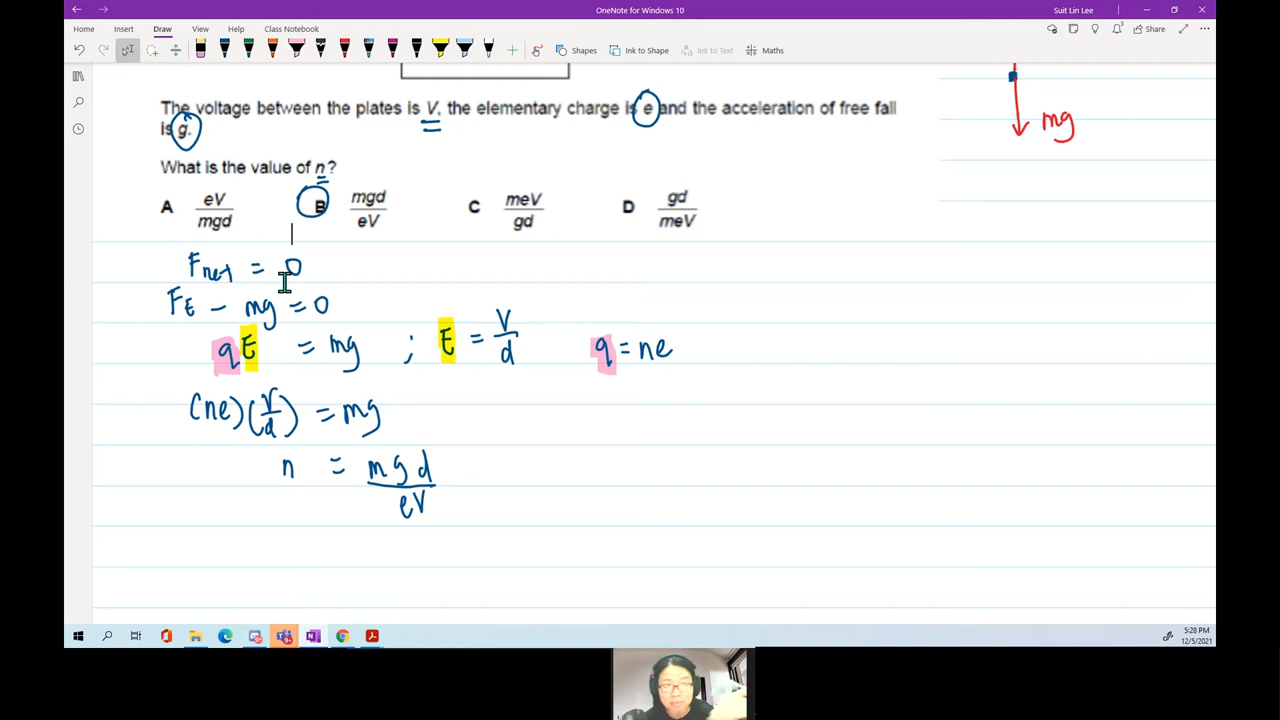 OneNote for Windows 10
Suit Lin Lee
Home Insert Draw View Help Class Notebook
Share
Shapes Ink to Shape Ink to Text Maths
The voltage between the plates is V, the elementary charge is e and the acceleration of free fall
is g.
mg
What is the value of n?
A eV/mgd B mgd/eV C meV/gd D gd/meV
Fnet = 0
FE − mg = 0
qE = mg ; E = V/d q = ne
(ne)(V/d) = mg
n = mgd/eV
5:28 PM
12/5/2021